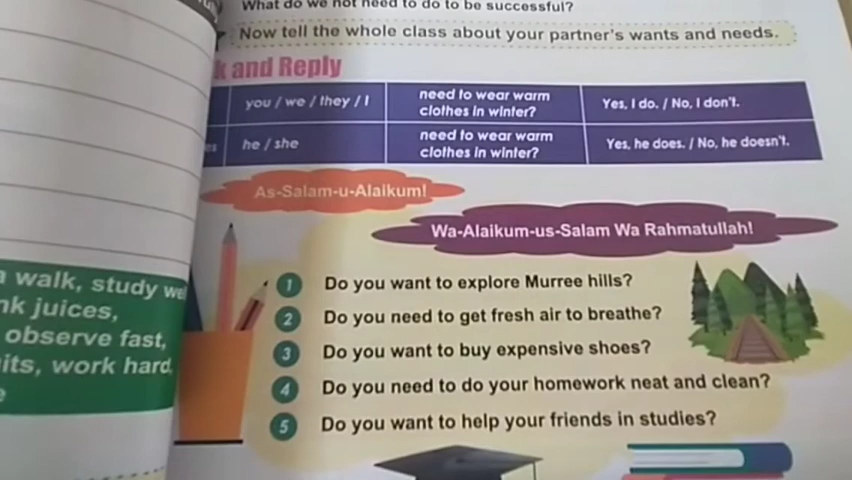 What do we not need to do to be successful?
Now tell the whole class about your partner's wants and needs.
and Reply
you / we / they / I
need to wear warm
clothes in winter?
Yes, I do. / No, I don't.
he / she
need to wear warm
clothes in winter?
Yes, he does. / No, he doesn't.
As-Salam-u-Alaikum!
Wa-Alaikum-us-Salam Wa Rahmatullah!
1 Do you want to explore Murree hills?
2 Do you need to get fresh air to breathe?
3 Do you want to buy expensive shoes?
4 Do you need to do your homework neat and clean?
5 Do you want to help your friends in studies?
walk, study
juices,
observe fast,
work hard,